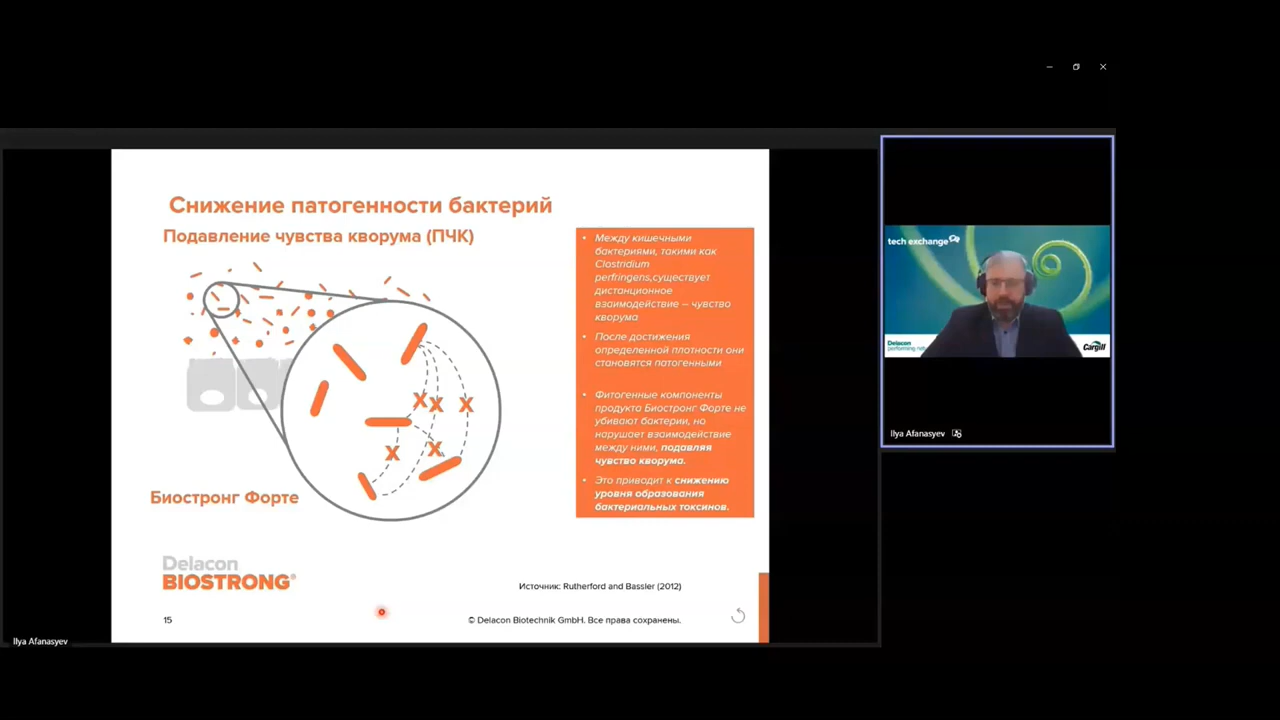 Снижение патогенности бактерий
Подавление чувства кворума (ПЧК)
• Между кишечными
бактериями, такими как
Clostridium
perfringens,существует
дистанционное
взаимодействие – чувство
кворума
• После достижения
определенной плотности они
становятся патогенными
• Фитогенные компоненты
продукта Биостронг Форте не
убивают бактерии, но
нарушает взаимодействие
между ними, подавляя
чувство кворума.
• Это приводит к снижению
уровня образования
бактериальных токсинов.
X X X
X X
Биостронг Форте
Delacon
BIOSTRONG®
Источник: Rutherford and Bassler (2012)
15
© Delacon Biotechnik GmbH. Все права сохранены.
Ilya Afanasyev
tech exchange
Delacon
Cargill
Ilya Afanasyev